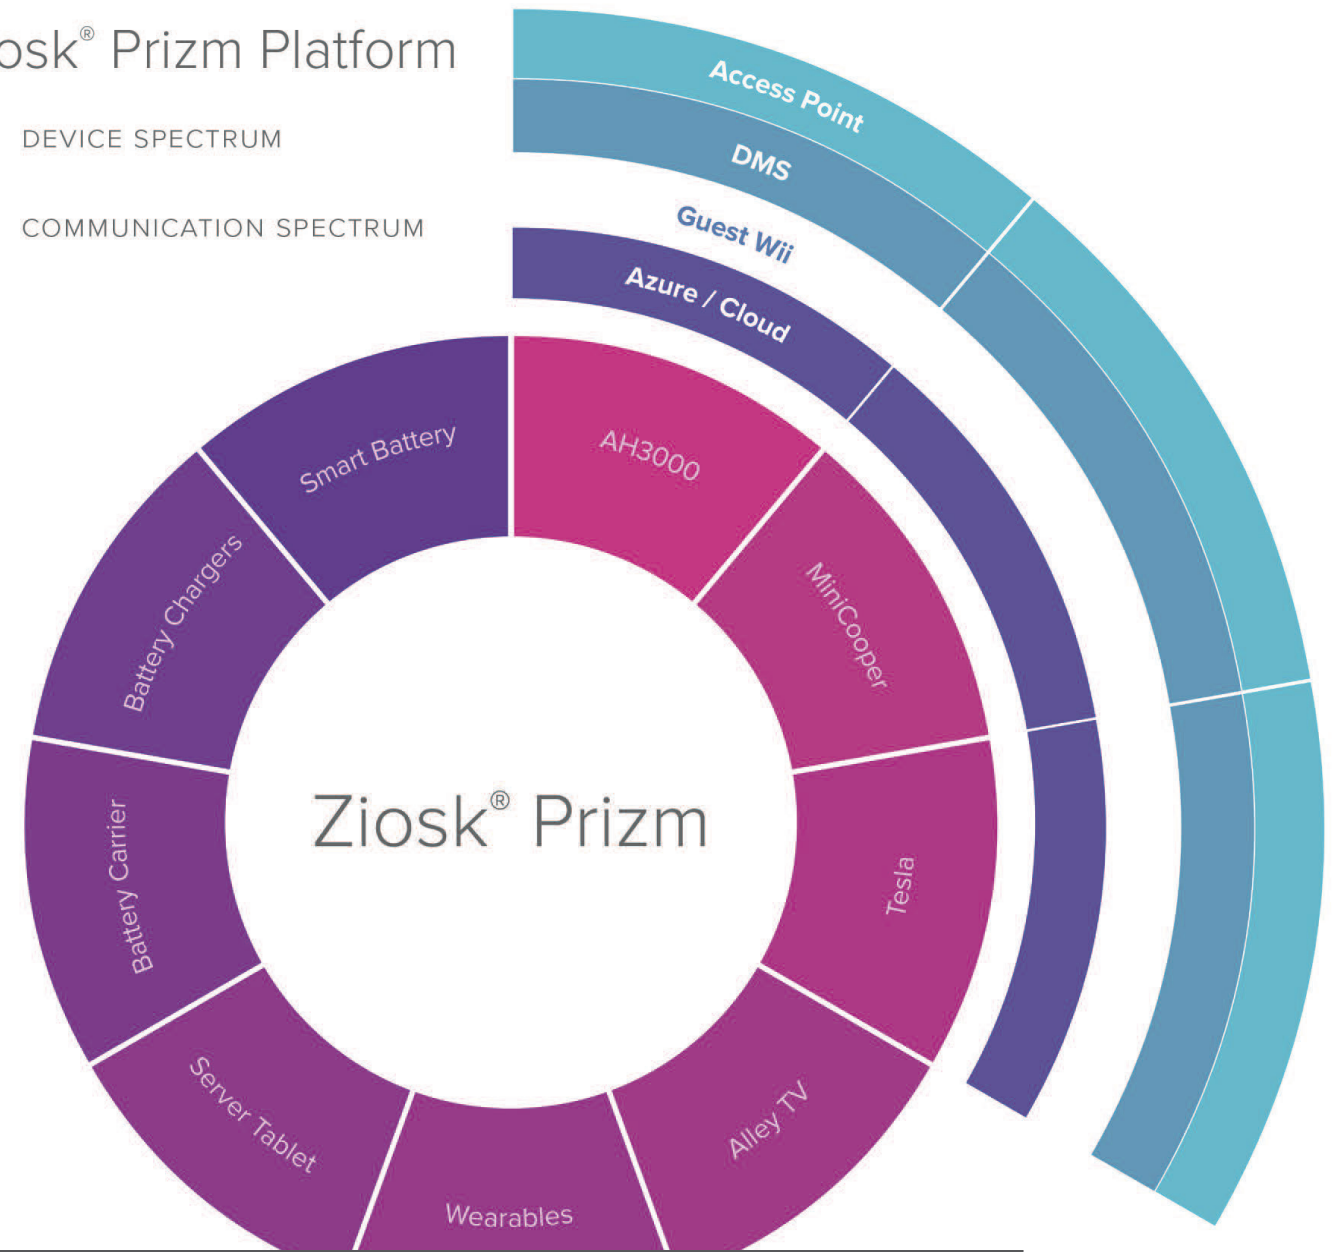 osk® Prizm Platform
DEVICE SPECTRUM
COMMUNICATION SPECTRUM
Access Point
DMS
Guest Wii
Azure / Cloud
AH3000
MiniCooper
Tesla
Alley TV
Wearables
Server Tablet
Battery Carrier
Battery Chargers
Smart Battery
Ziosk® Prizm